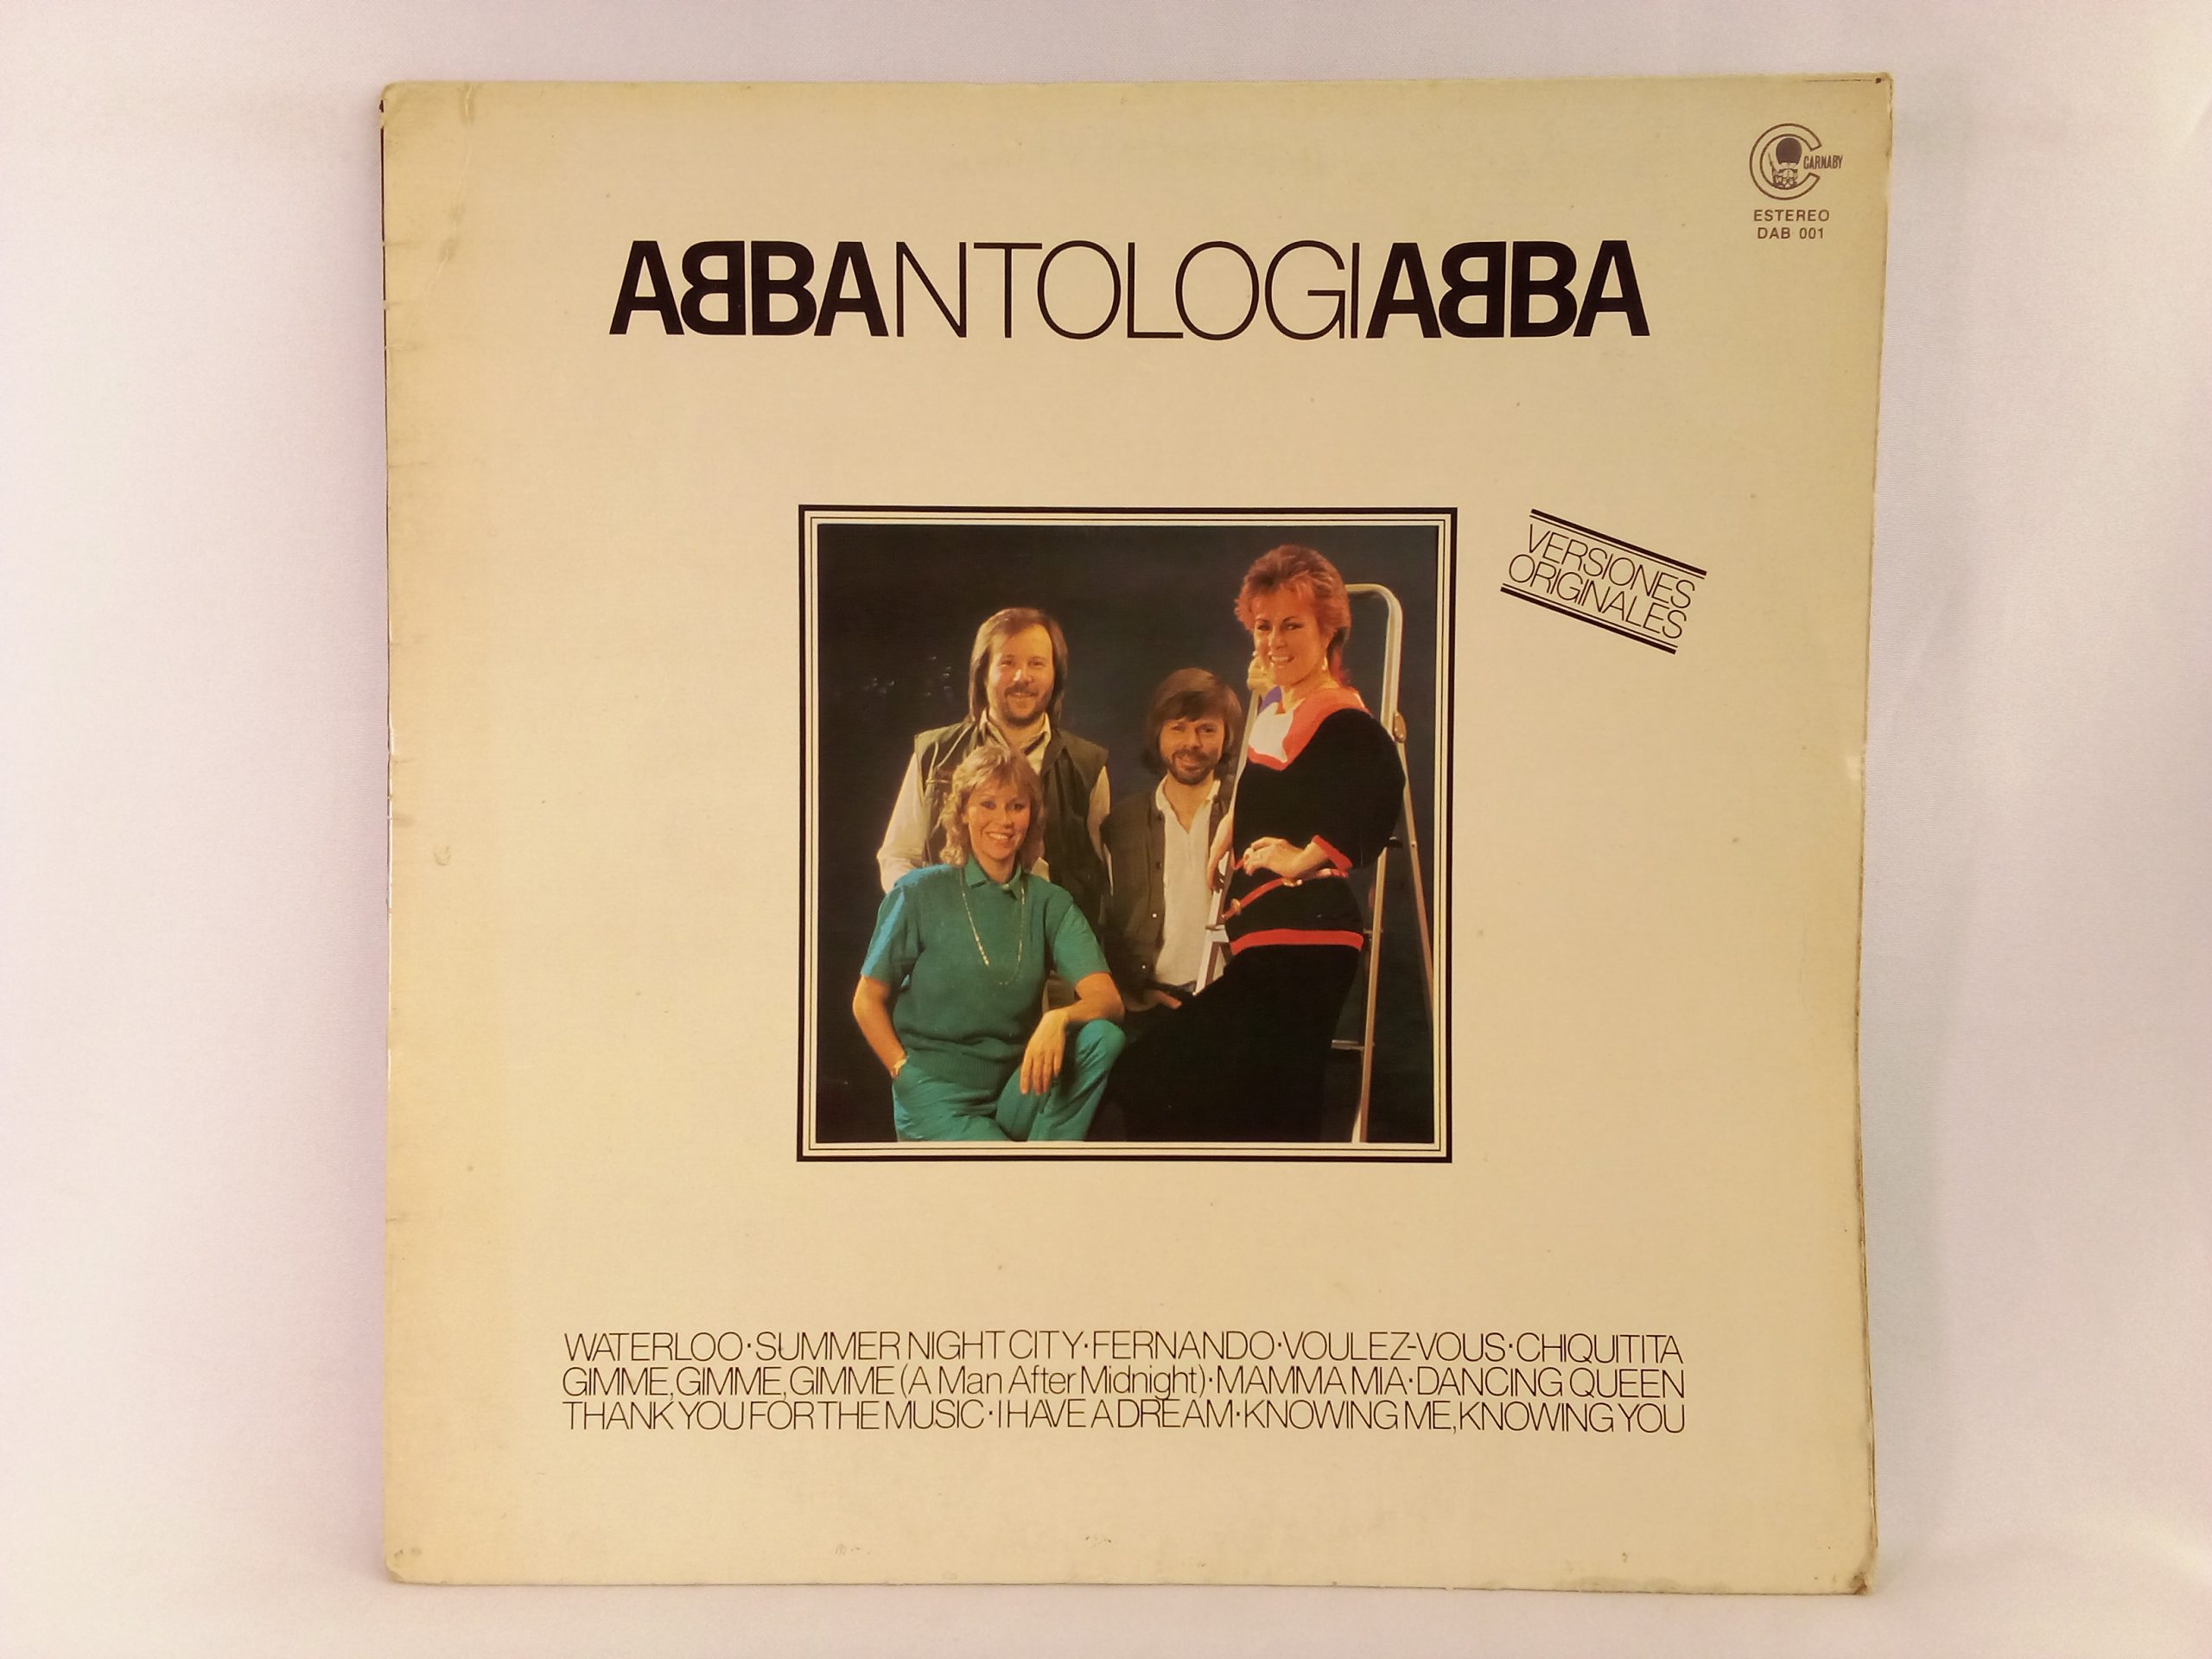 CARNABY
ESTEREO
DAB 001
ABBANTOLOGIABBA
VERSIONES
ORIGINALES
WATERLOO·SUMMER NIGHT CITY·FERNANDO·VOULEZ-VOUS·CHIQUITITA
GIMME, GIMME, GIMME (A Man After Midnight)·MAMMA MIA·DANCING QUEEN
THANK YOU FOR THE MUSIC·I HAVE A DREAM·KNOWING ME, KNOWING YOU